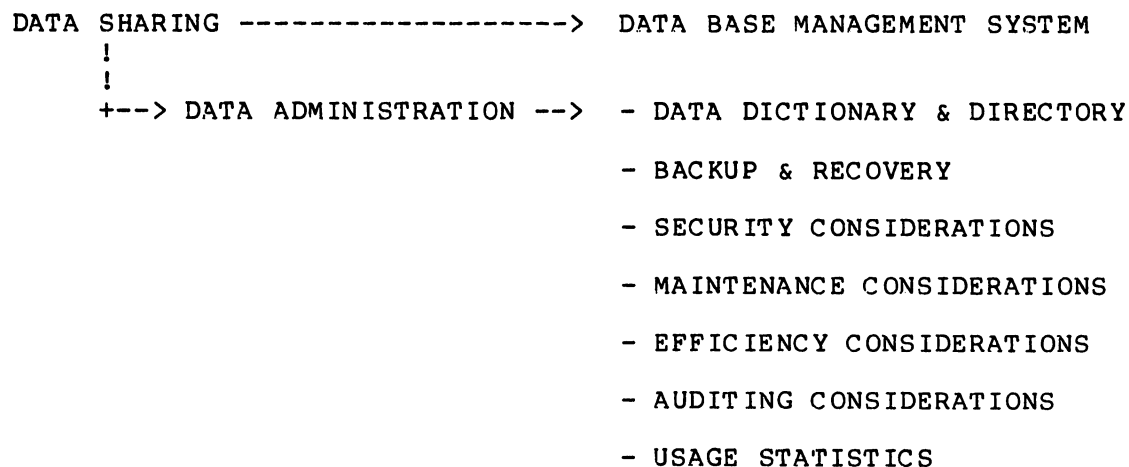 DATA SHARING -------------------> DATA BASE MANAGEMENT SYSTEM
!
!
+--> DATA ADMINISTRATION --> - DATA DICTIONARY & DIRECTORY
- BACKUP & RECOVERY
- SECURITY CONSIDERATIONS
- MAINTENANCE CONSIDERATIONS
- EFFICIENCY CONSIDERATIONS
- AUDITING CONSIDERATIONS
- USAGE STATISTICS